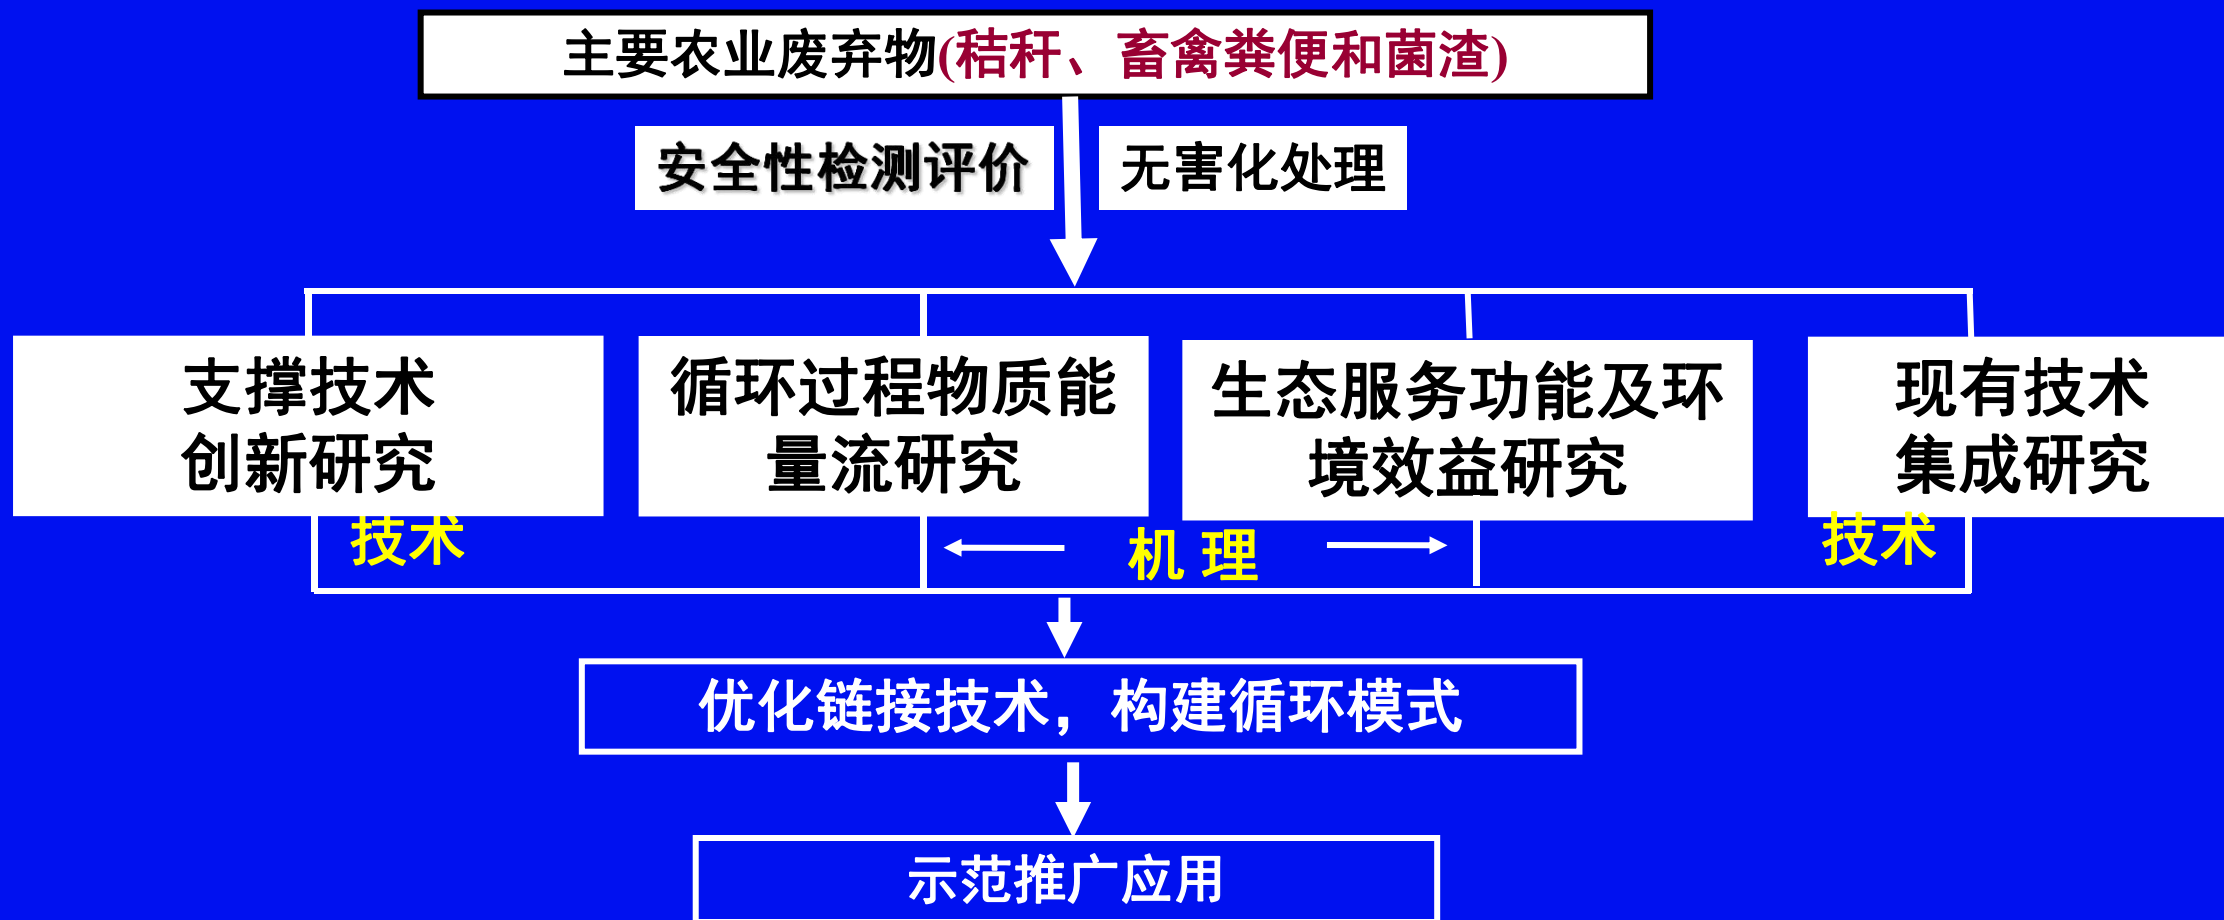 主要农业废弃物(秸秆、畜禽粪便和菌渣)
安全性检测评价
无害化处理
支撑技术
创新研究
循环过程物质能
量流研究
生态服务功能及环
境效益研究
现有技术
集成研究
技术
机 理
技术
优化链接技术，构建循环模式
示范推广应用